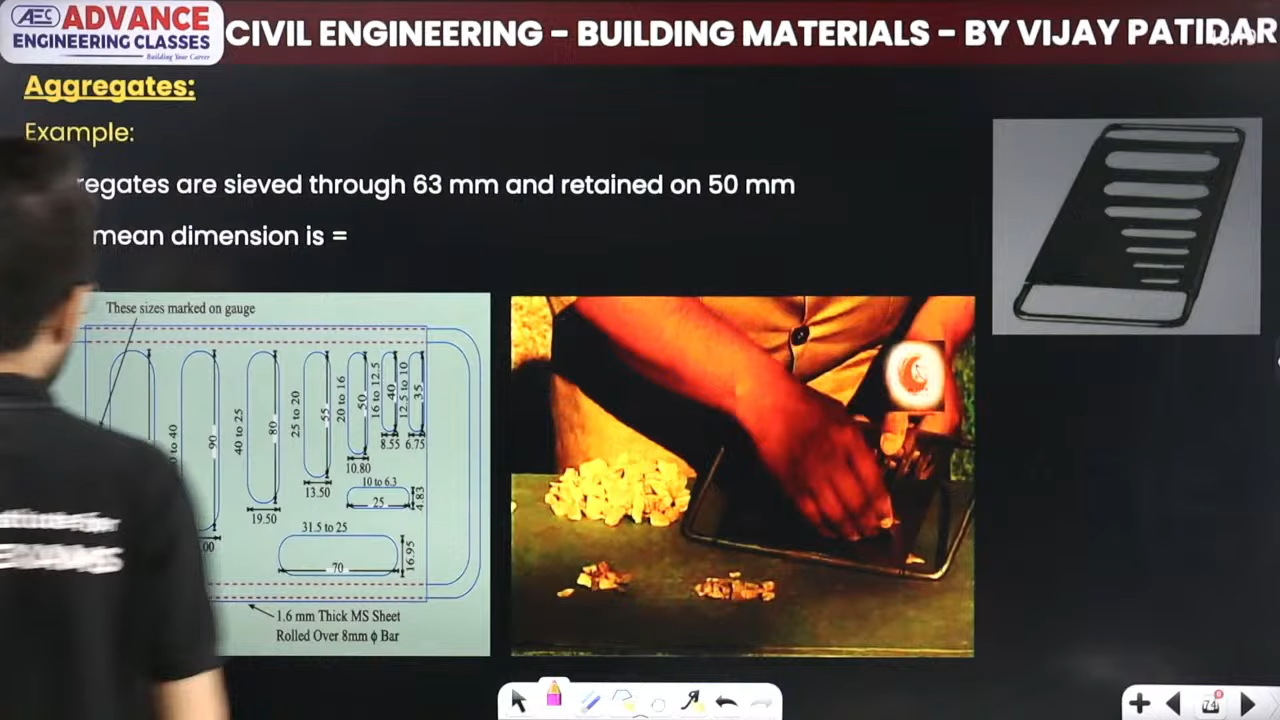 AEC ADVANCE
ENGINEERING CLASSES
Building Your Career
CIVIL ENGINEERING - BUILDING MATERIALS - BY VIJAY PATIDAR
Aggregates:
Example:
regates are sieved through 63 mm and retained on 50 mm
mean dimension is =
These sizes marked on gauge
to 40
90
40 to 25
80
25 to 20
55
20 to 16
50
16 to 12.5
40
12.5 to 10
35
8.55
6.75
10.80
13.50
19.50
.00
10 to 6.3
25
4.83
31.5 to 25
70
16.95
1.6 mm Thick MS Sheet
Rolled Over 8mm ϕ Bar
74